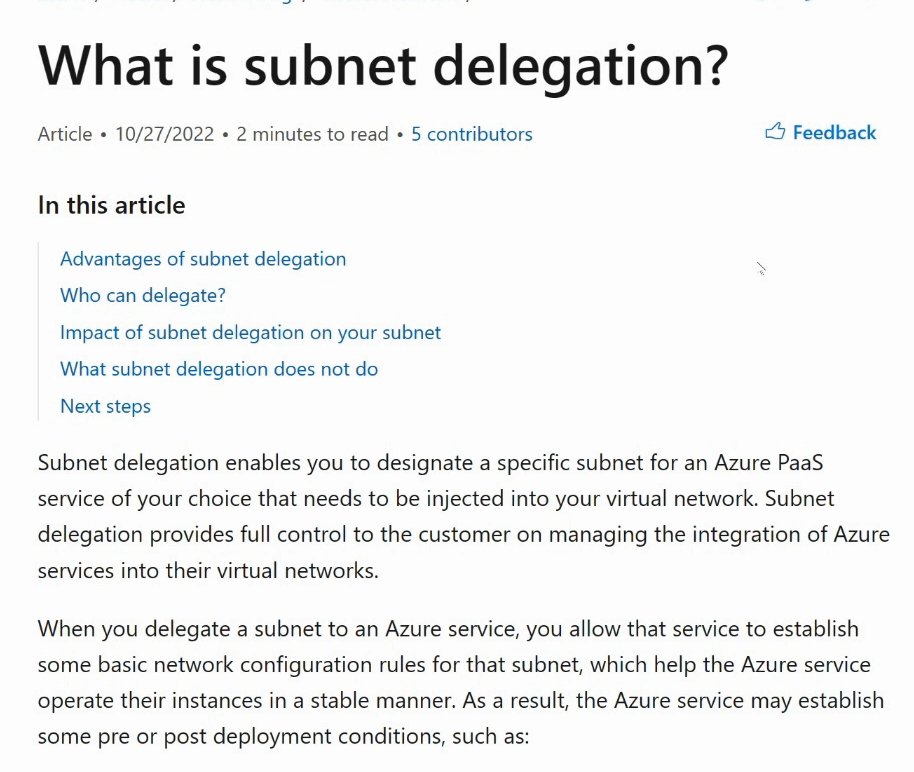 What is subnet delegation?
Article • 10/27/2022 • 2 minutes to read • 5 contributors
Feedback
In this article
Advantages of subnet delegation
Who can delegate?
Impact of subnet delegation on your subnet
What subnet delegation does not do
Next steps
Subnet delegation enables you to designate a specific subnet for an Azure PaaS
service of your choice that needs to be injected into your virtual network. Subnet
delegation provides full control to the customer on managing the integration of Azure
services into their virtual networks.
When you delegate a subnet to an Azure service, you allow that service to establish
some basic network configuration rules for that subnet, which help the Azure service
operate their instances in a stable manner. As a result, the Azure service may establish
some pre or post deployment conditions, such as: